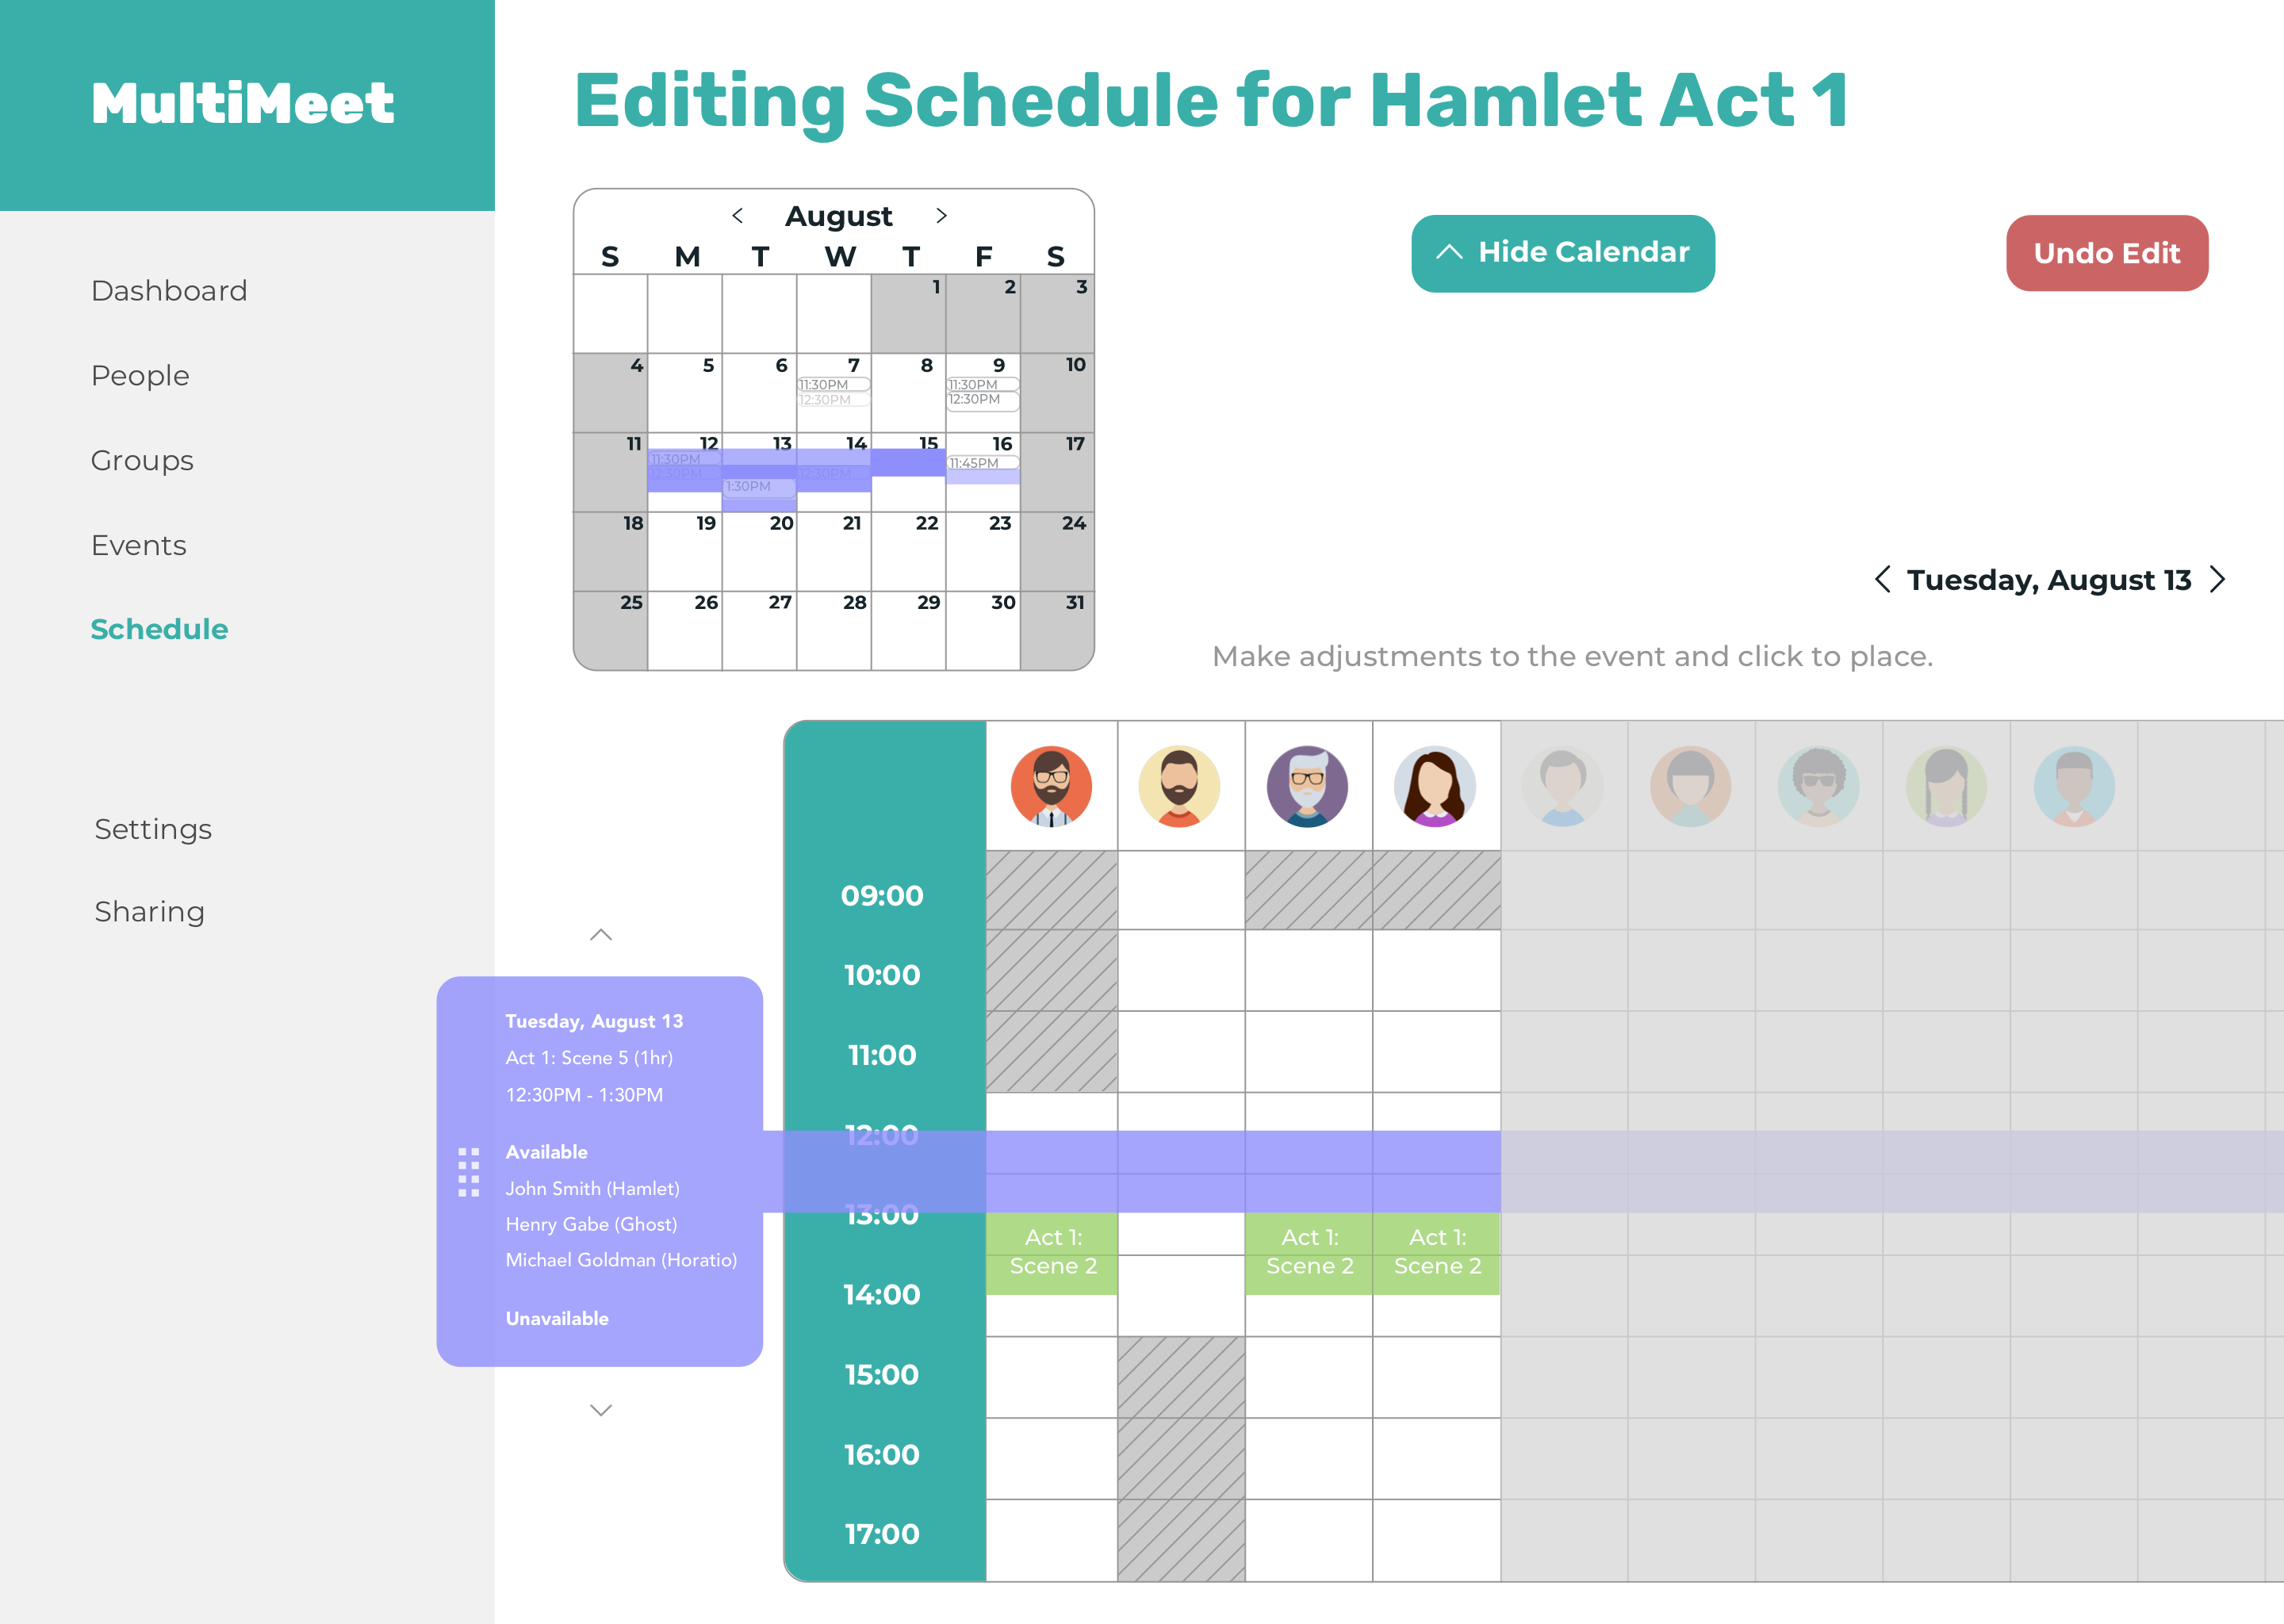 MultiMeet
Dashboard
People
Groups
Events
Schedule
Settings
Sharing
Editing Schedule for Hamlet Act 1
August
S M T W T F S
1 2 3
4 5 6 7 8 9 10
11:30PM 11:30PM
12:30PM 12:30PM
11 12 13 14 15 16 17
11:30PM 11:45PM
12:30PM 12:30PM
1:30PM
18 19 20 21 22 23 24
25 26 27 28 29 30 31
Hide Calendar
Undo Edit
Tuesday, August 13
Make adjustments to the event and click to place.
Tuesday, August 13
Act 1: Scene 5 (1hr)
12:30PM - 1:30PM
Available
John Smith (Hamlet)
Henry Gabe (Ghost)
Michael Goldman (Horatio)
Unavailable
09:00
10:00
11:00
12:00
13:00
Act 1: Act 1: Act 1:
Scene 2 Scene 2 Scene 2
14:00
15:00
16:00
17:00